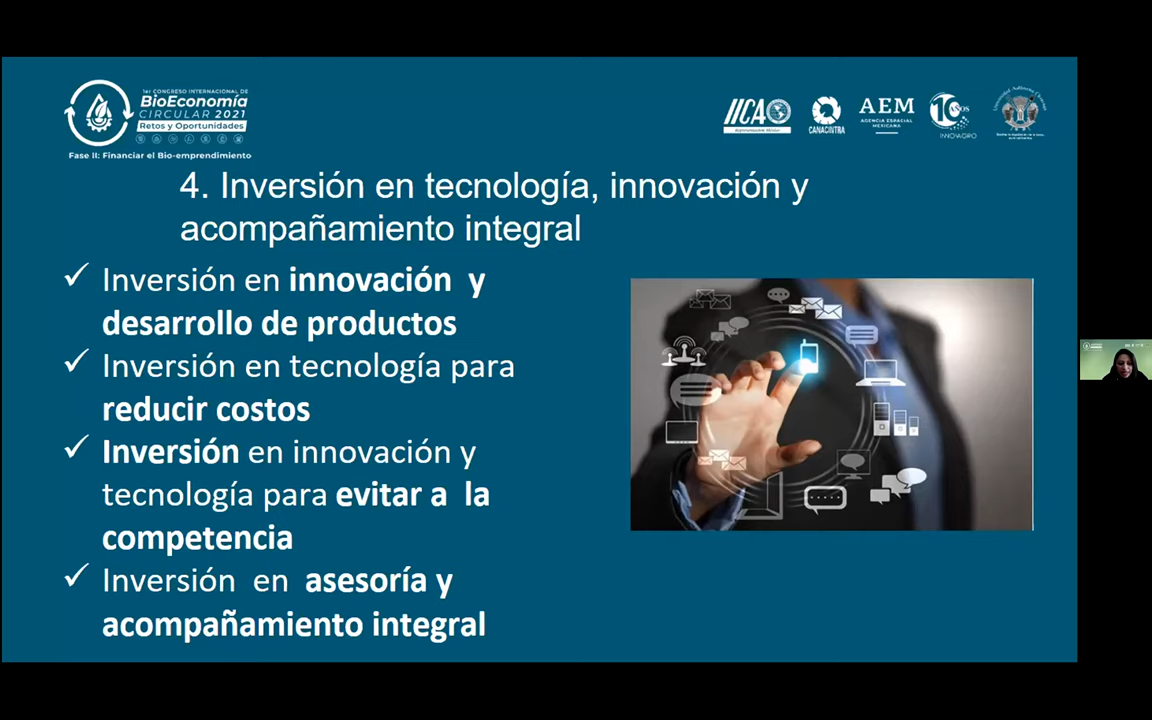 1er CONGRESO INTERNACIONAL DE
BioEconomía
CIRCULAR 2021
Retos y Oportunidades
Fase II: Financiar el Bio-emprendimiento
IICA
CANACINTRA
AEM
AGENCIA ESPACIAL
MEXICANA
10 AÑOS
INNOVAGRO
4. Inversión en tecnología, innovación y
acompañamiento integral
✓ Inversión en innovación y
desarrollo de productos
✓ Inversión en tecnología para
reducir costos
✓ Inversión en innovación y
tecnología para evitar a la
competencia
✓ Inversión en asesoría y
acompañamiento integral